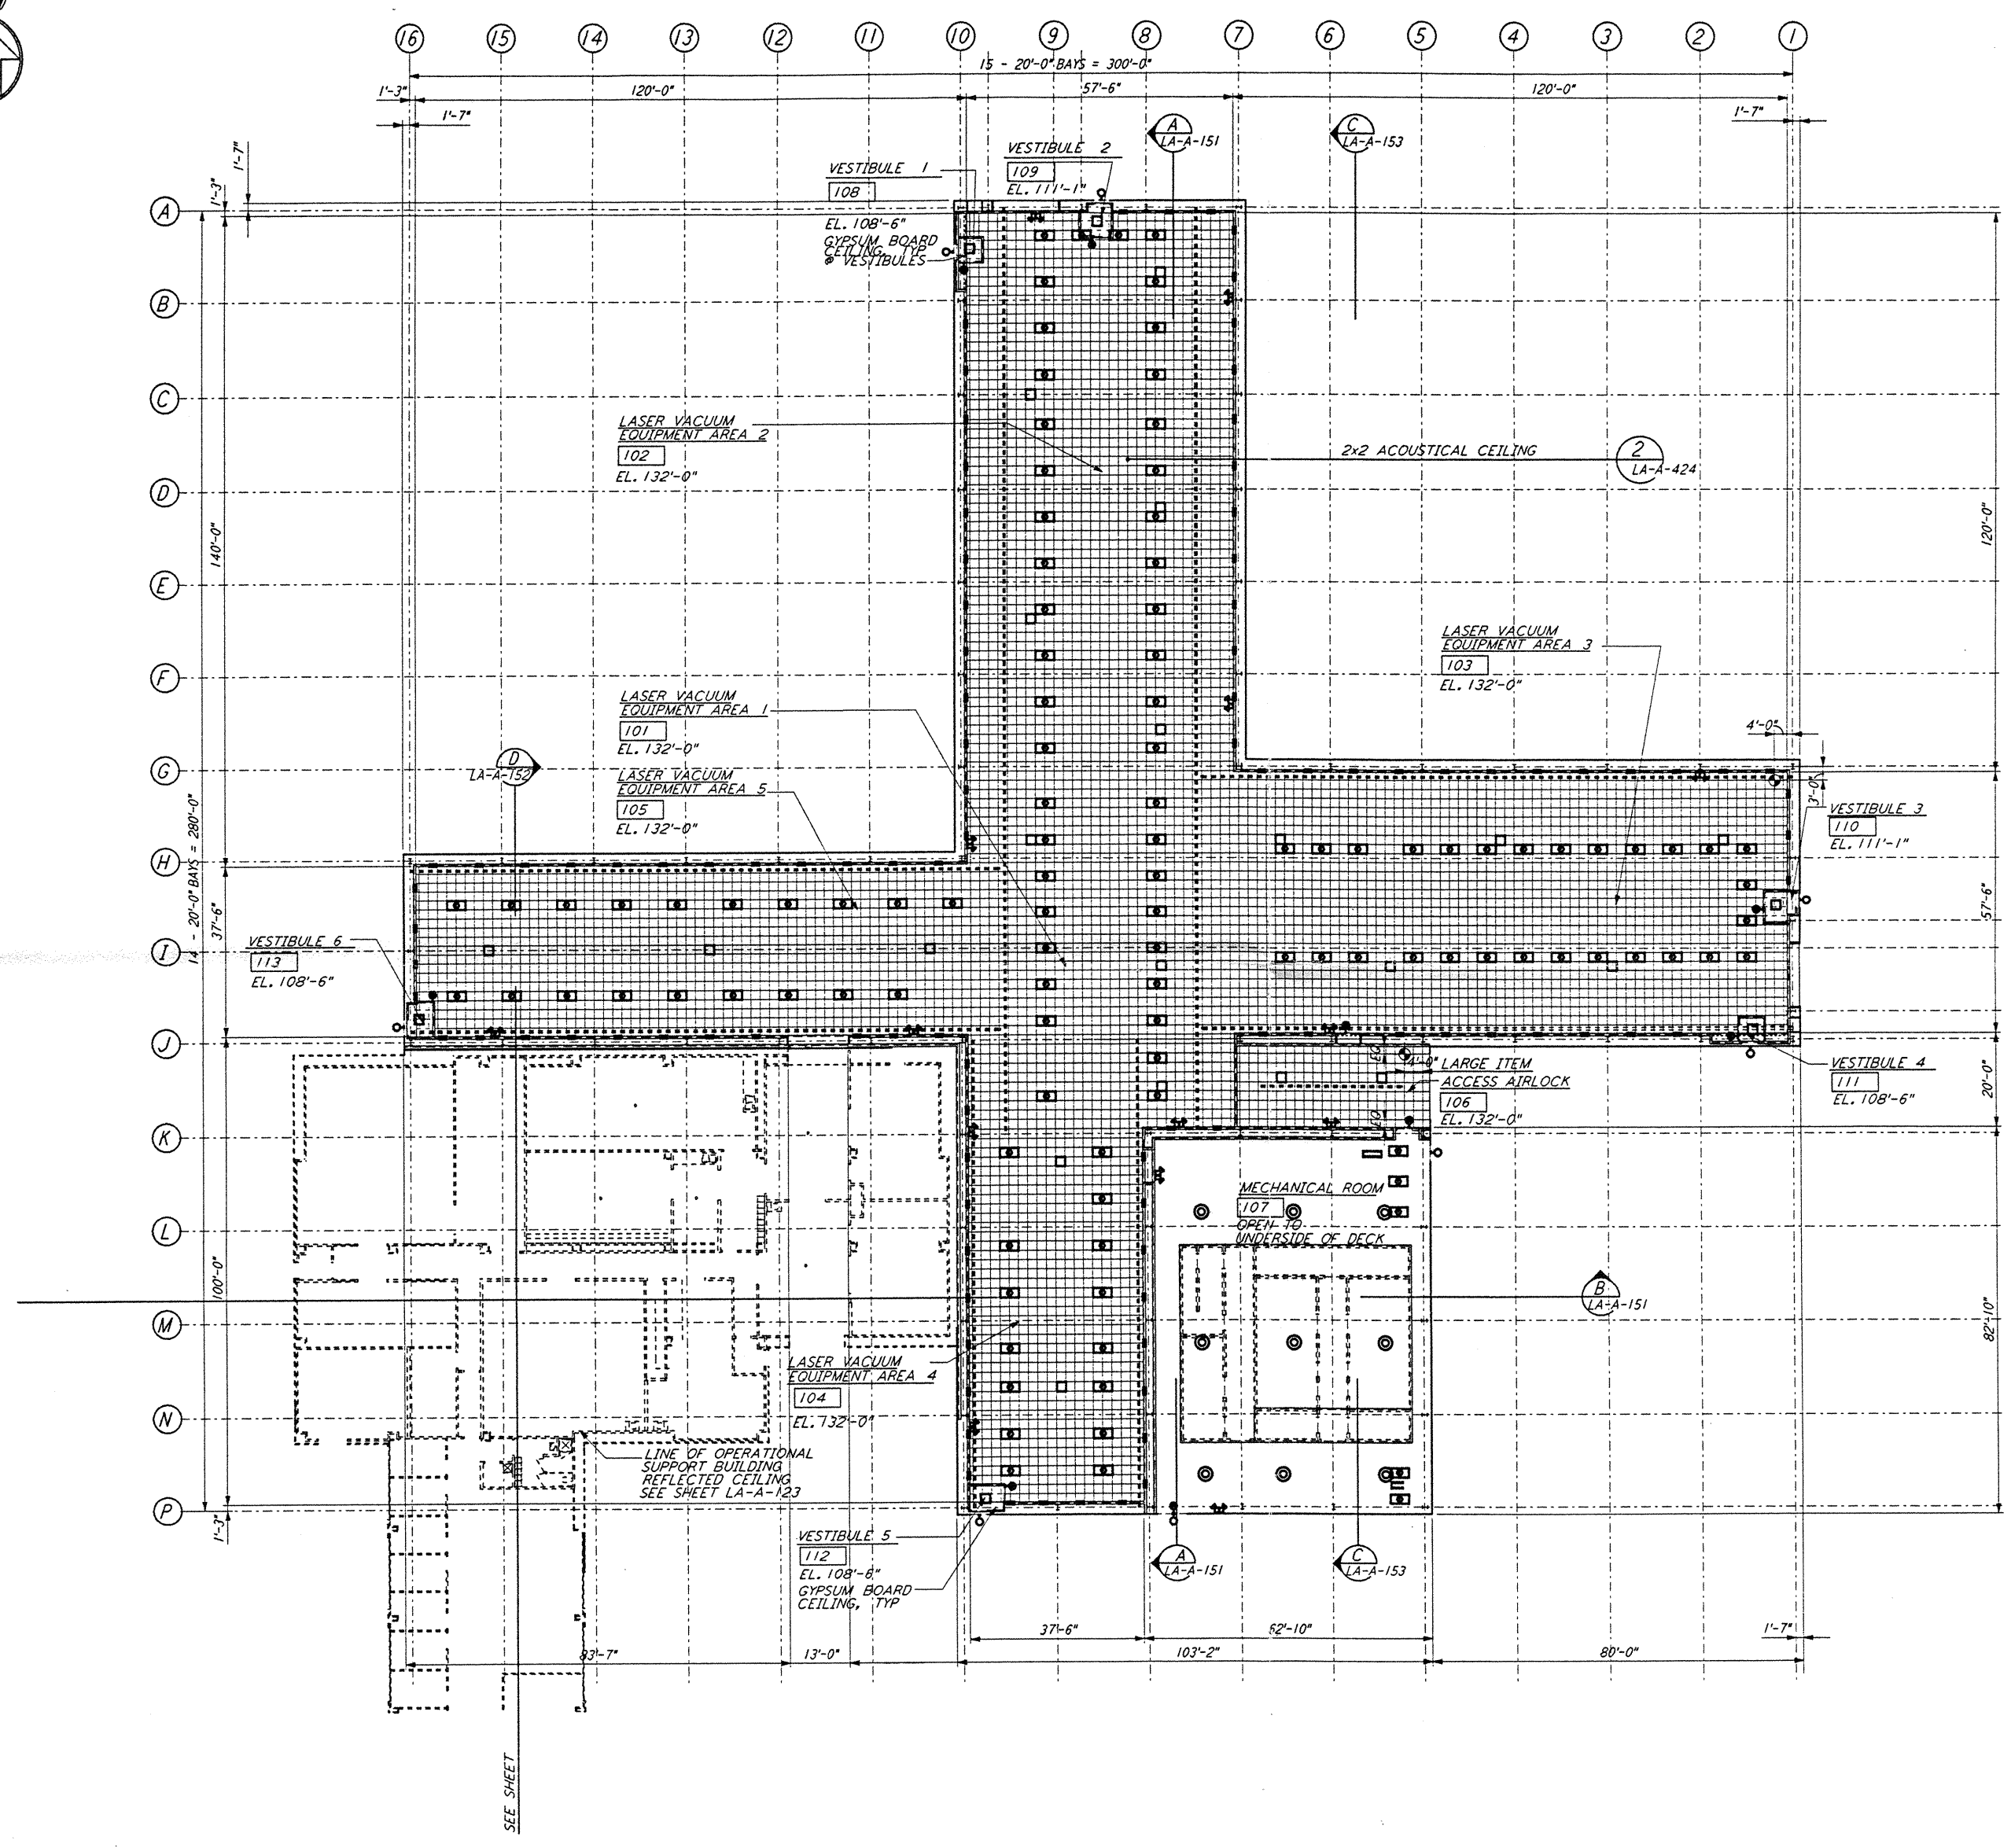 16 15 14 13 12 11 10 9 8 7 6 5 4 3 2 1
15 - 20'-0" BAYS = 300'-0"
1'-3"
120'-0"
57'-6"
120'-0"
1'-7"
1'-7"
1'-7"
1'-3"
A
LA-A-151
C
LA-A-153
VESTIBULE 1
108
EL. 108'-6"
GYPSUM BOARD
CEILING, TYP
@ VESTIBULES
VESTIBULE 2
109
EL. 111'-1"
A
B
C
D
E
F
G
H
I
J
K
L
M
N
P
LASER VACUUM
EQUIPMENT AREA 2
102
EL. 132'-0"
2x2 ACOUSTICAL CEILING
2
LA-A-424
140'-0"
120'-0"
LASER VACUUM
EQUIPMENT AREA 3
103
EL. 132'-0"
LASER VACUUM
EQUIPMENT AREA 1
101
EL. 132'-0"
D
LA-A-152
LASER VACUUM
EQUIPMENT AREA 5
105
EL. 132'-0"
4'-0"
3'-0"
VESTIBULE 3
110
EL. 111'-1"
14 - 20'-0" BAYS = 280'-0"
37'-6"
57'-6"
VESTIBULE 6
113
EL. 108'-6"
EQ
4'-0"
EQ
LARGE ITEM
ACCESS AIRLOCK
106
EL. 132'-0"
VESTIBULE 4
111
EL. 108'-6"
20'-0"
MECHANICAL ROOM
107
OPEN TO
UNDERSIDE OF DECK
100'-0"
B
LA-A-151
82'-10"
LASER VACUUM
EQUIPMENT AREA 4
104
EL. 132'-0"
LINE OF OPERATIONAL
SUPPORT BUILDING
REFLECTED CEILING
SEE SHEET LA-A-123
1'-3"
VESTIBULE 5
112
EL. 108'-6"
GYPSUM BOARD
CEILING, TYP
A
LA-A-151
C
LA-A-153
37'-6"
62'-10"
1'-7"
83'-7"
13'-0"
103'-2"
80'-0"
SEE SHEET